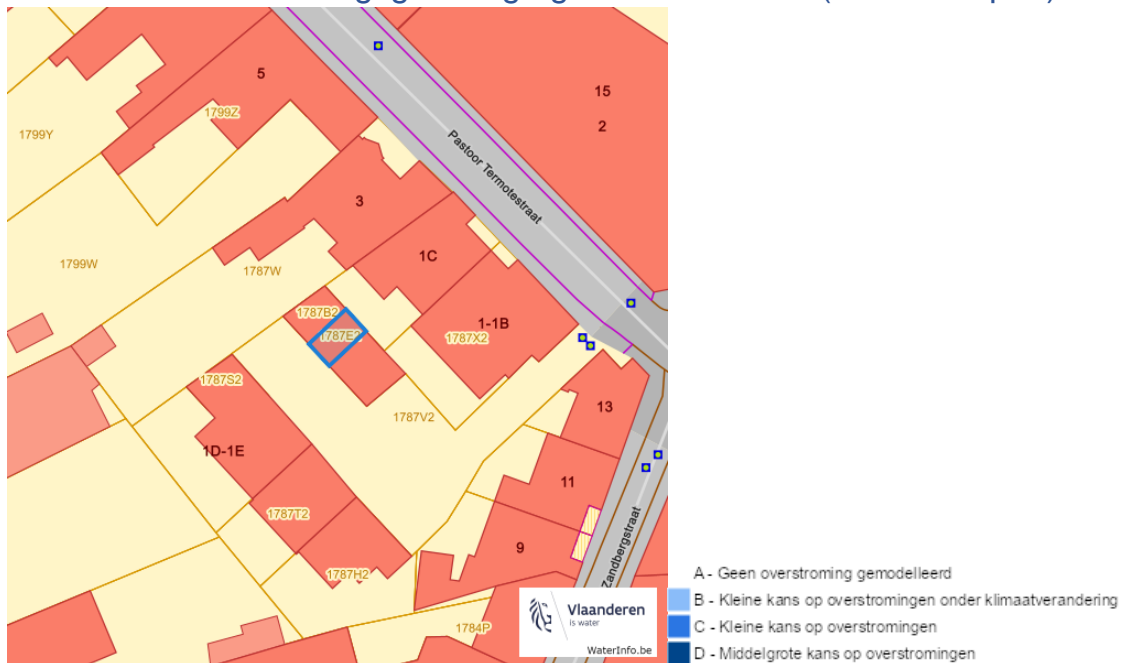 5
15
2
1799Z
1799Y
Pastoor Termotestraat
3
1C
1799W
1787W
1787B2
1787E2
1-1B
1787X2
1787S2
13
1787V2
1D-1E
11
1787T2
9
Zandbergstraat
1787H2
1784P
Vlaanderen
is water
WaterInfo.be
A - Geen overstroming gemodelleerd
B - Kleine kans op overstromingen onder klimaatverandering
C - Kleine kans op overstromingen
D - Middelgrote kans op overstromingen